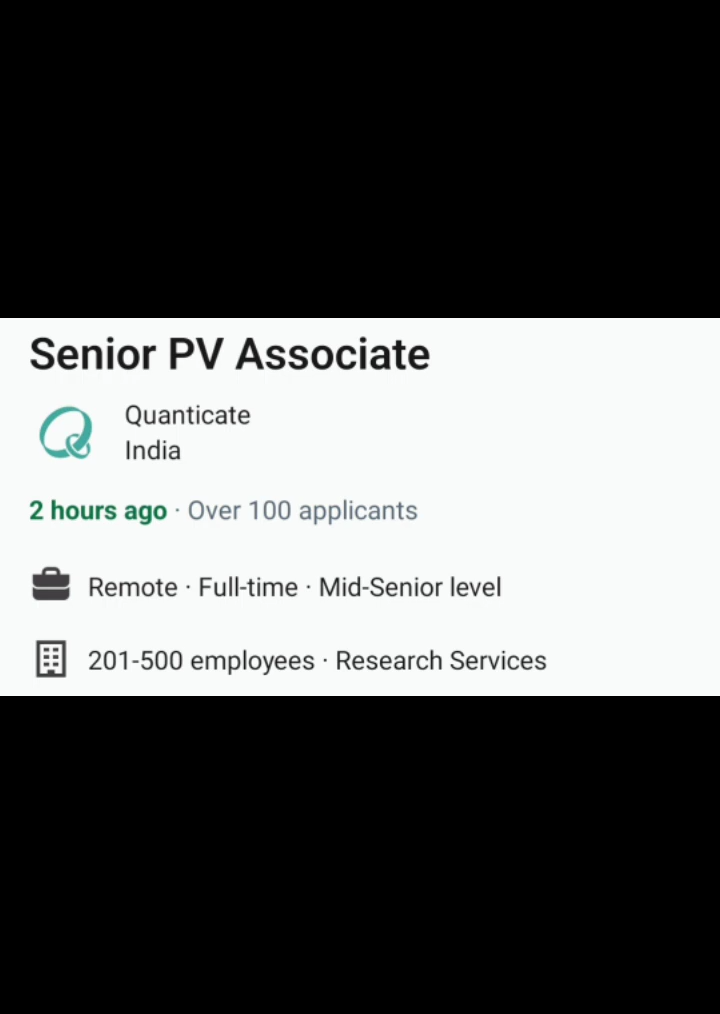 Senior PV Associate
Quanticate
India
2 hours ago · Over 100 applicants
Remote · Full-time · Mid-Senior level
201-500 employees · Research Services